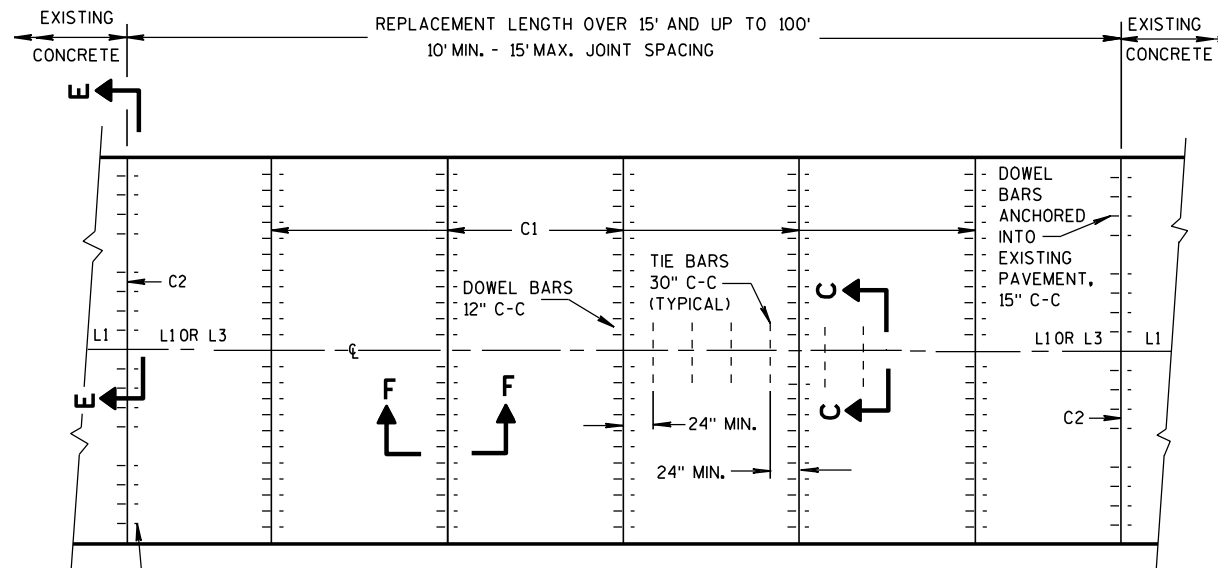 EXISTING
CONCRETE
REPLACEMENT LENGTH OVER 15' AND UP TO 100'
10' MIN. - 15' MAX. JOINT SPACING
EXISTING
CONCRETE
E
C1
C2
DOWEL BARS
12" C-C
TIE BARS
30" C-C
(TYPICAL)
C
DOWEL
BARS
ANCHORED
INTO
EXISTING
PAVEMENT,
15" C-C
L1
L1 OR L3
℄
L1 OR L3
L1
E
F
F
C
24" MIN.
24" MIN.
C2